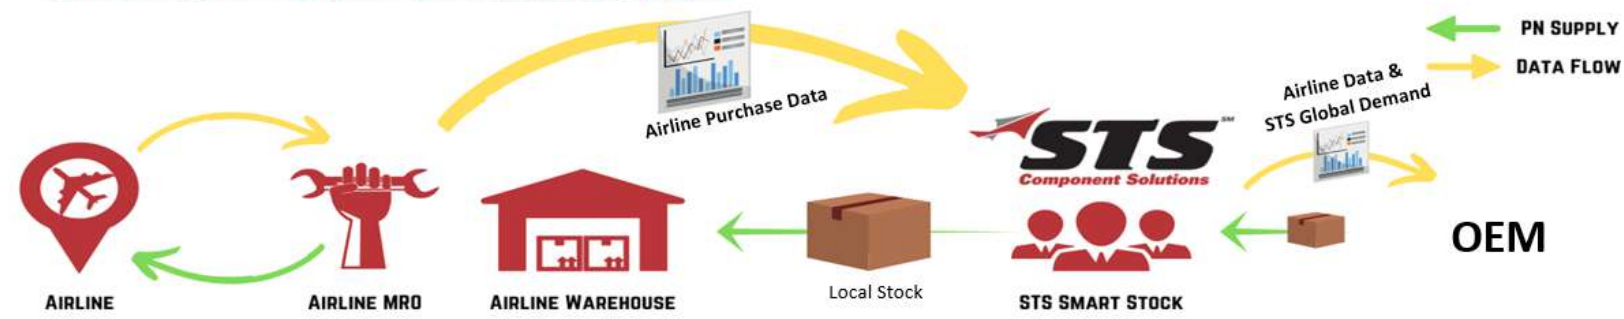 PN SUPPLY
DATA FLOW
Airline Purchase Data
Airline Data &
STS Global Demand
STS SM
Component Solutions
OEM
Local Stock
AIRLINE
AIRLINE MRO
AIRLINE WAREHOUSE
STS SMART STOCK